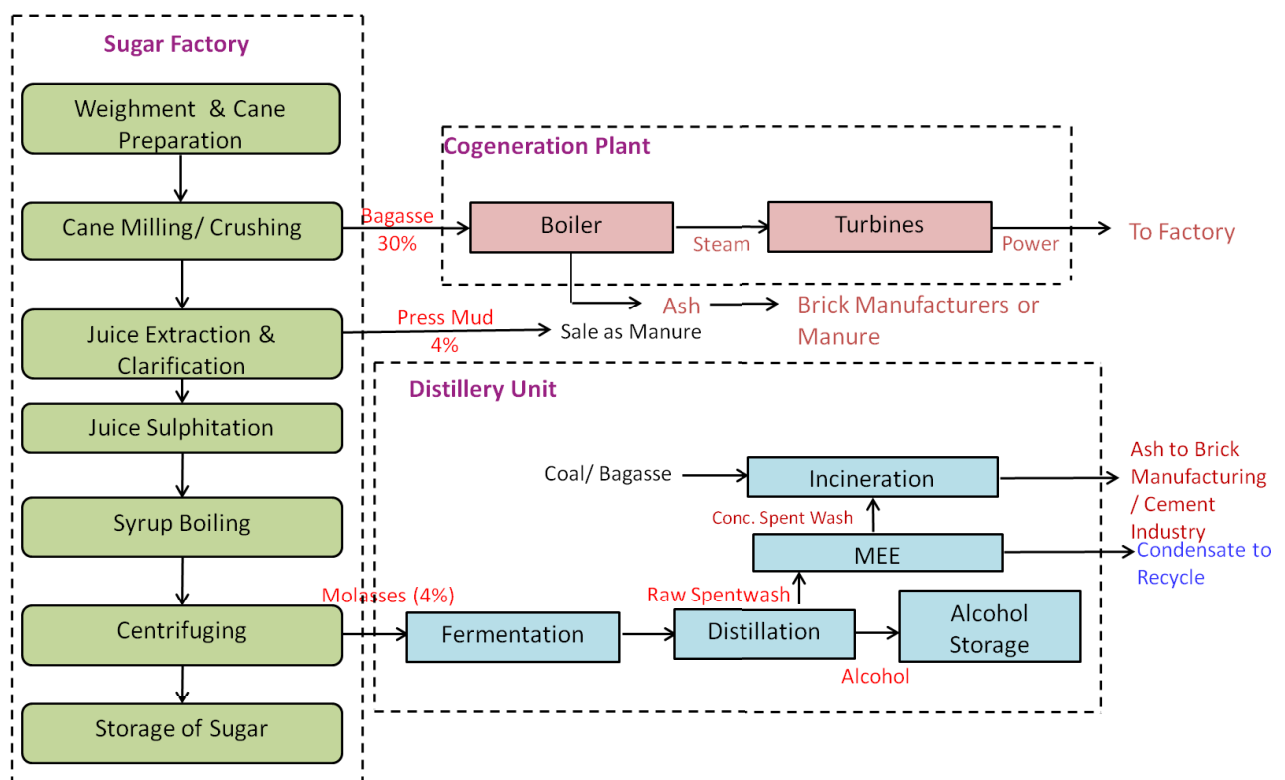 Sugar Factory
Weighment & Cane
Preparation
Cane Milling/ Crushing
Juice Extraction &
Clarification
Juice Sulphitation
Syrup Boiling
Centrifuging
Storage of Sugar
Bagasse
30%
Cogeneration Plant
Boiler
Steam
Turbines
Power
To Factory
Ash
Brick Manufacturers or
Manure
Press Mud
4%
Sale as Manure
Distillery Unit
Coal/ Bagasse
Incineration
Ash to Brick
Manufacturing
/ Cement
Industry
Conc. Spent Wash
MEE
Condensate to
Recycle
Molasses (4%)
Fermentation
Raw Spentwash
Distillation
Alcohol
Alcohol
Storage